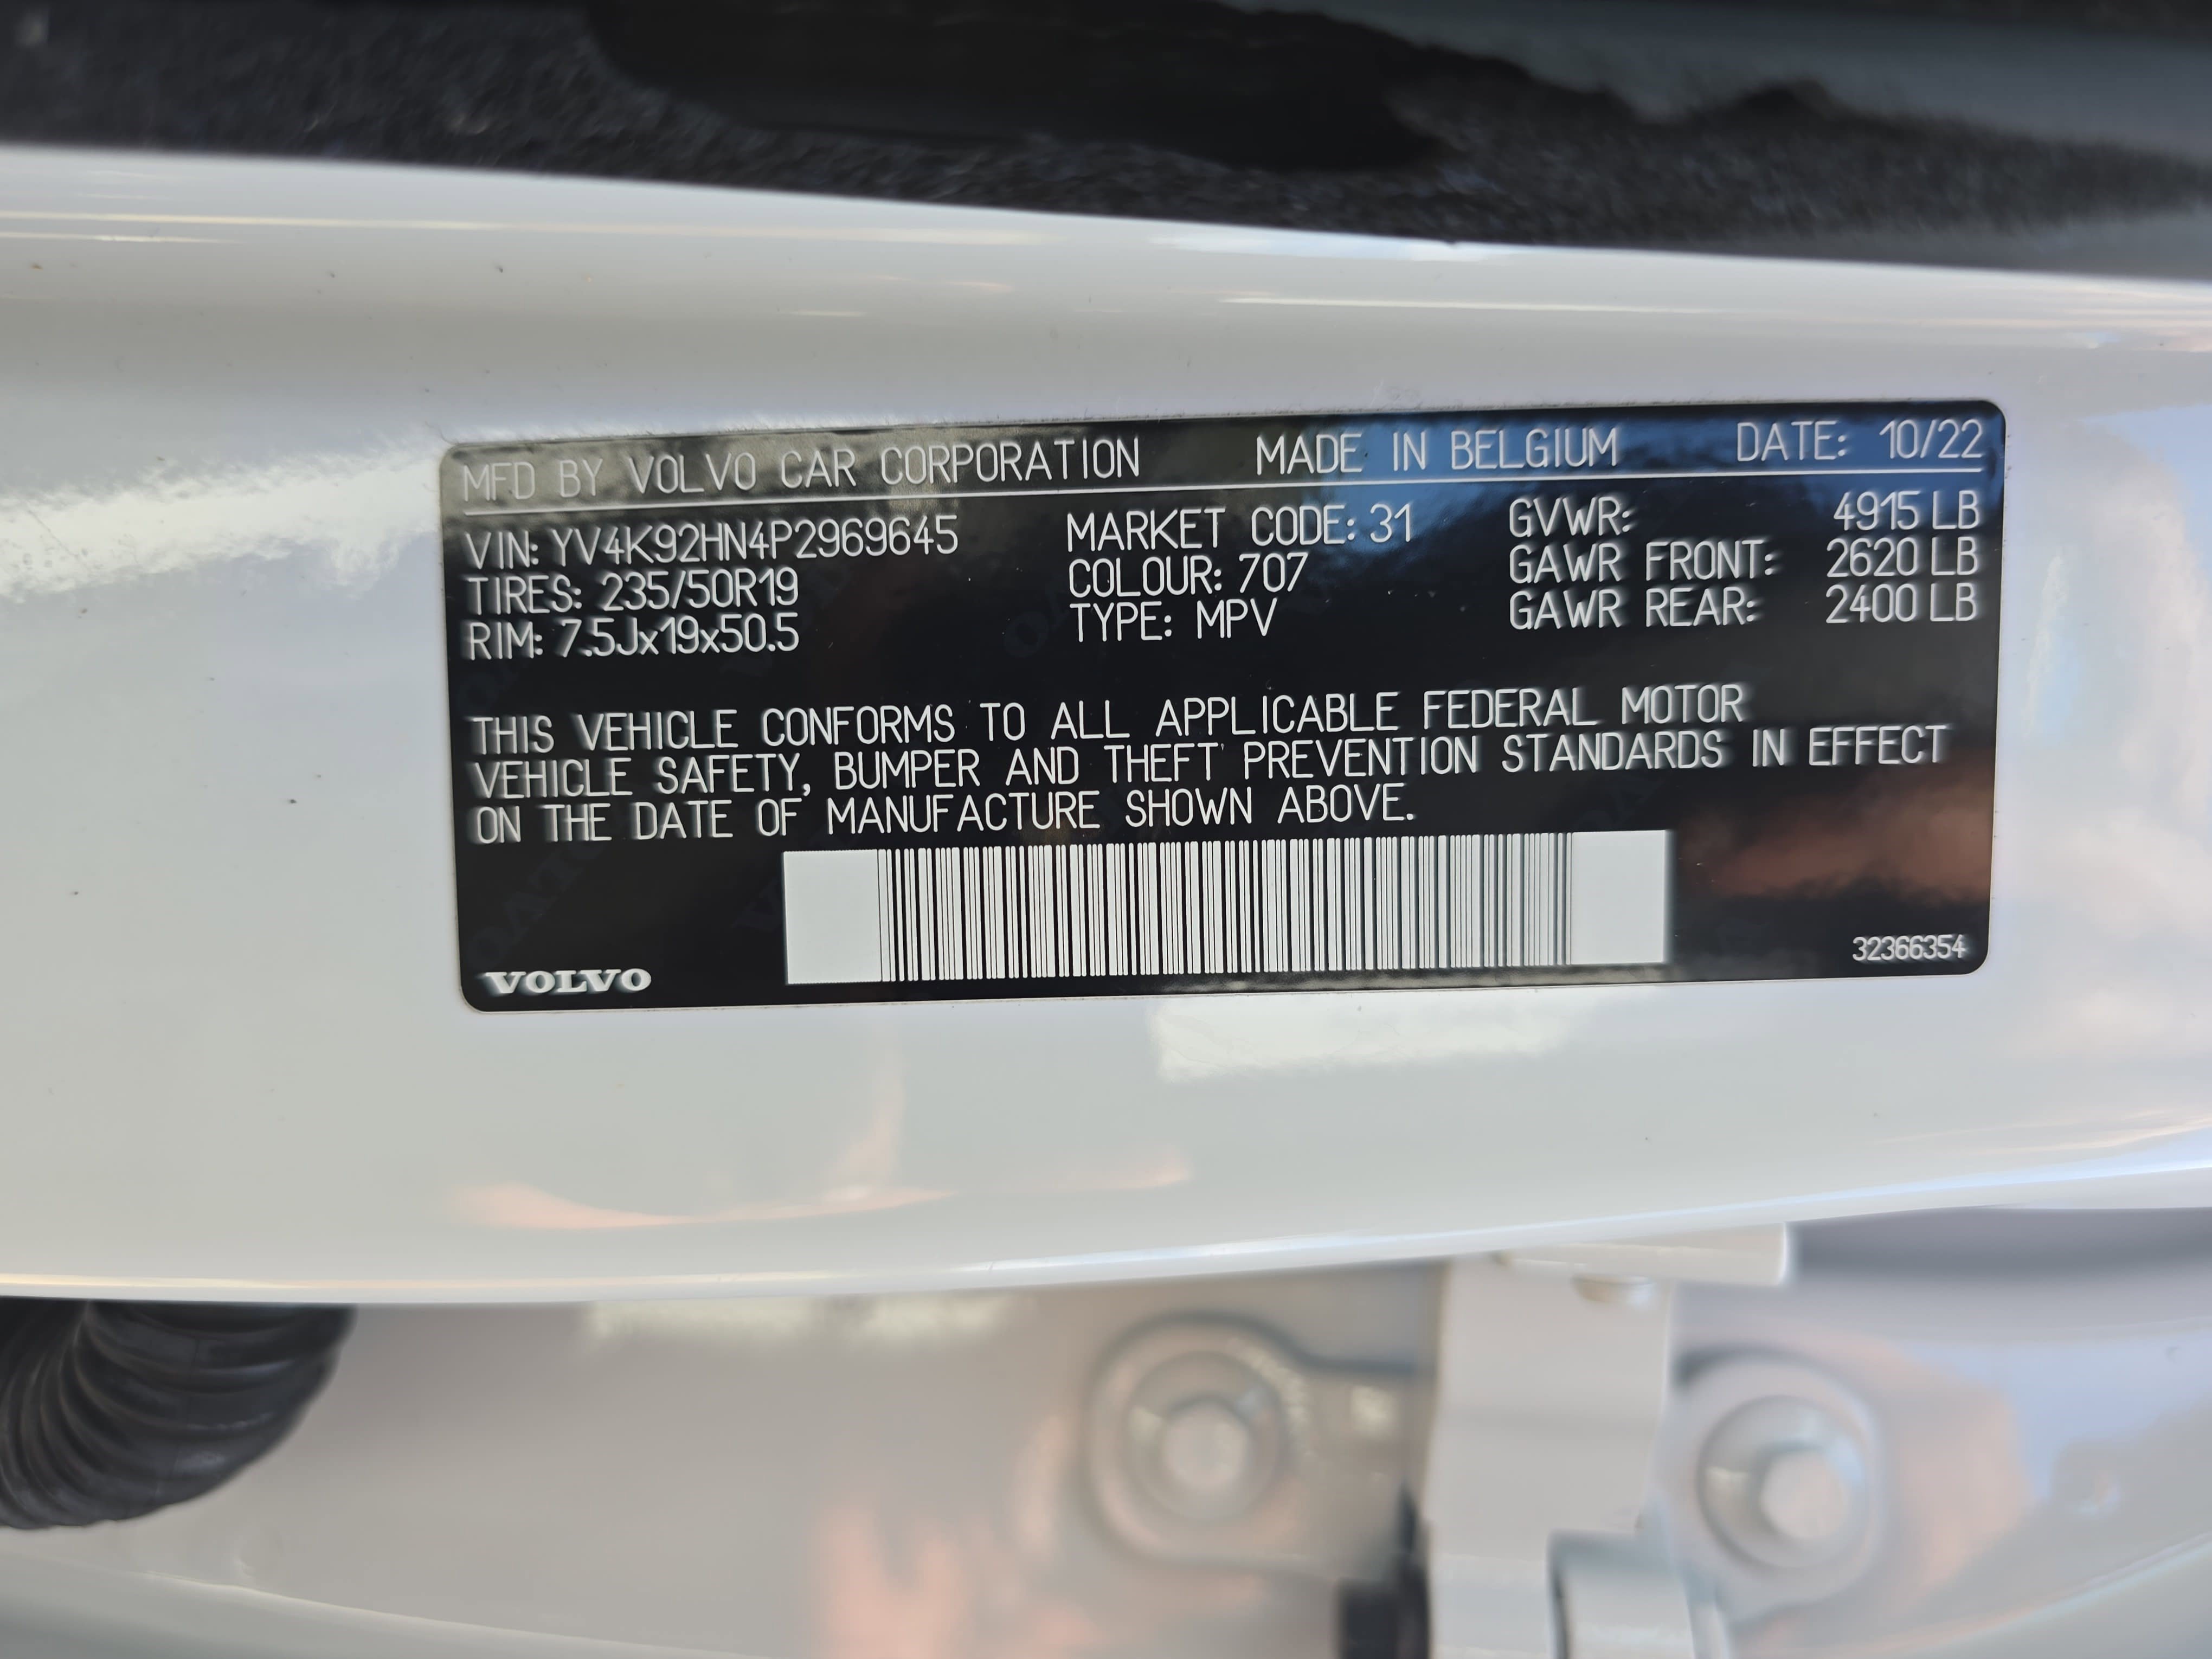 MFD BY VOLVO CAR CORPORATION MADE IN BELGIUM DATE: 10/22
VIN: YV4K92HN4P2969645 MARKET CODE: 31 GVWR: 4915 LB
TIRES: 235/50R19 COLOUR: 707 GAWR FRONT: 2620 LB
RIM: 7.5Jx19x50.5 TYPE: MPV GAWR REAR: 2400 LB
THIS VEHICLE CONFORMS TO ALL APPLICABLE FEDERAL MOTOR
VEHICLE SAFETY, BUMPER AND THEFT PREVENTION STANDARDS IN EFFECT
ON THE DATE OF MANUFACTURE SHOWN ABOVE.
VOLVO 32366354